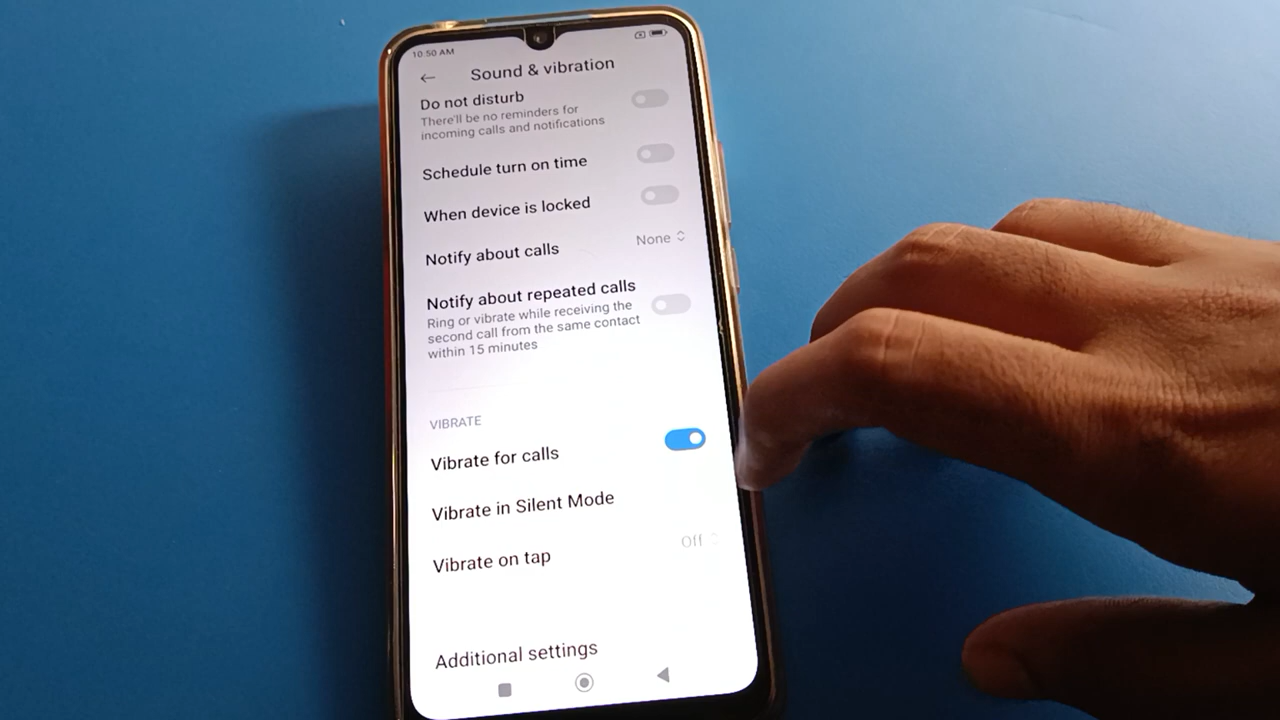 10:50 AM
Sound & vibration
Do not disturb
There'll be no reminders for
incoming calls and notifications
Schedule turn on time
When device is locked
Notify about calls
None
Notify about repeated calls
Ring or vibrate while receiving the
second call from the same contact
within 15 minutes
VIBRATE
Vibrate for calls
Vibrate in Silent Mode
Vibrate on tap
Off
Additional settings